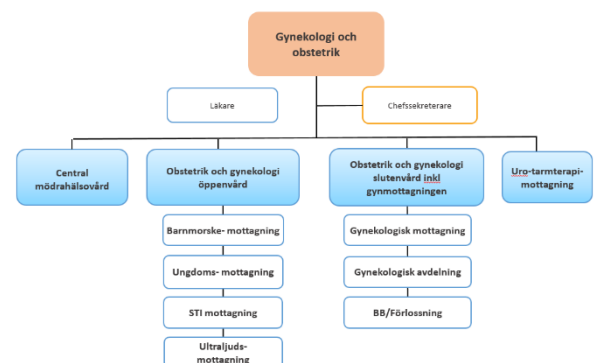 Gynekologi och
obstetrik
Läkare
Chefssekreterare
Central
mödrahälsovård
Obstetrik och gynekologi
öppenvård
Obstetrik och gynekologi
slutenvård inkl
gynmottagningen
Uro-tarmterapi-
mottagning
Barnmorske- mottagning
Ungdoms- mottagning
STI mottagning
Ultraljuds-
mottagning
Gynekologisk mottagning
Gynekologisk avdelning
BB/Förlossning